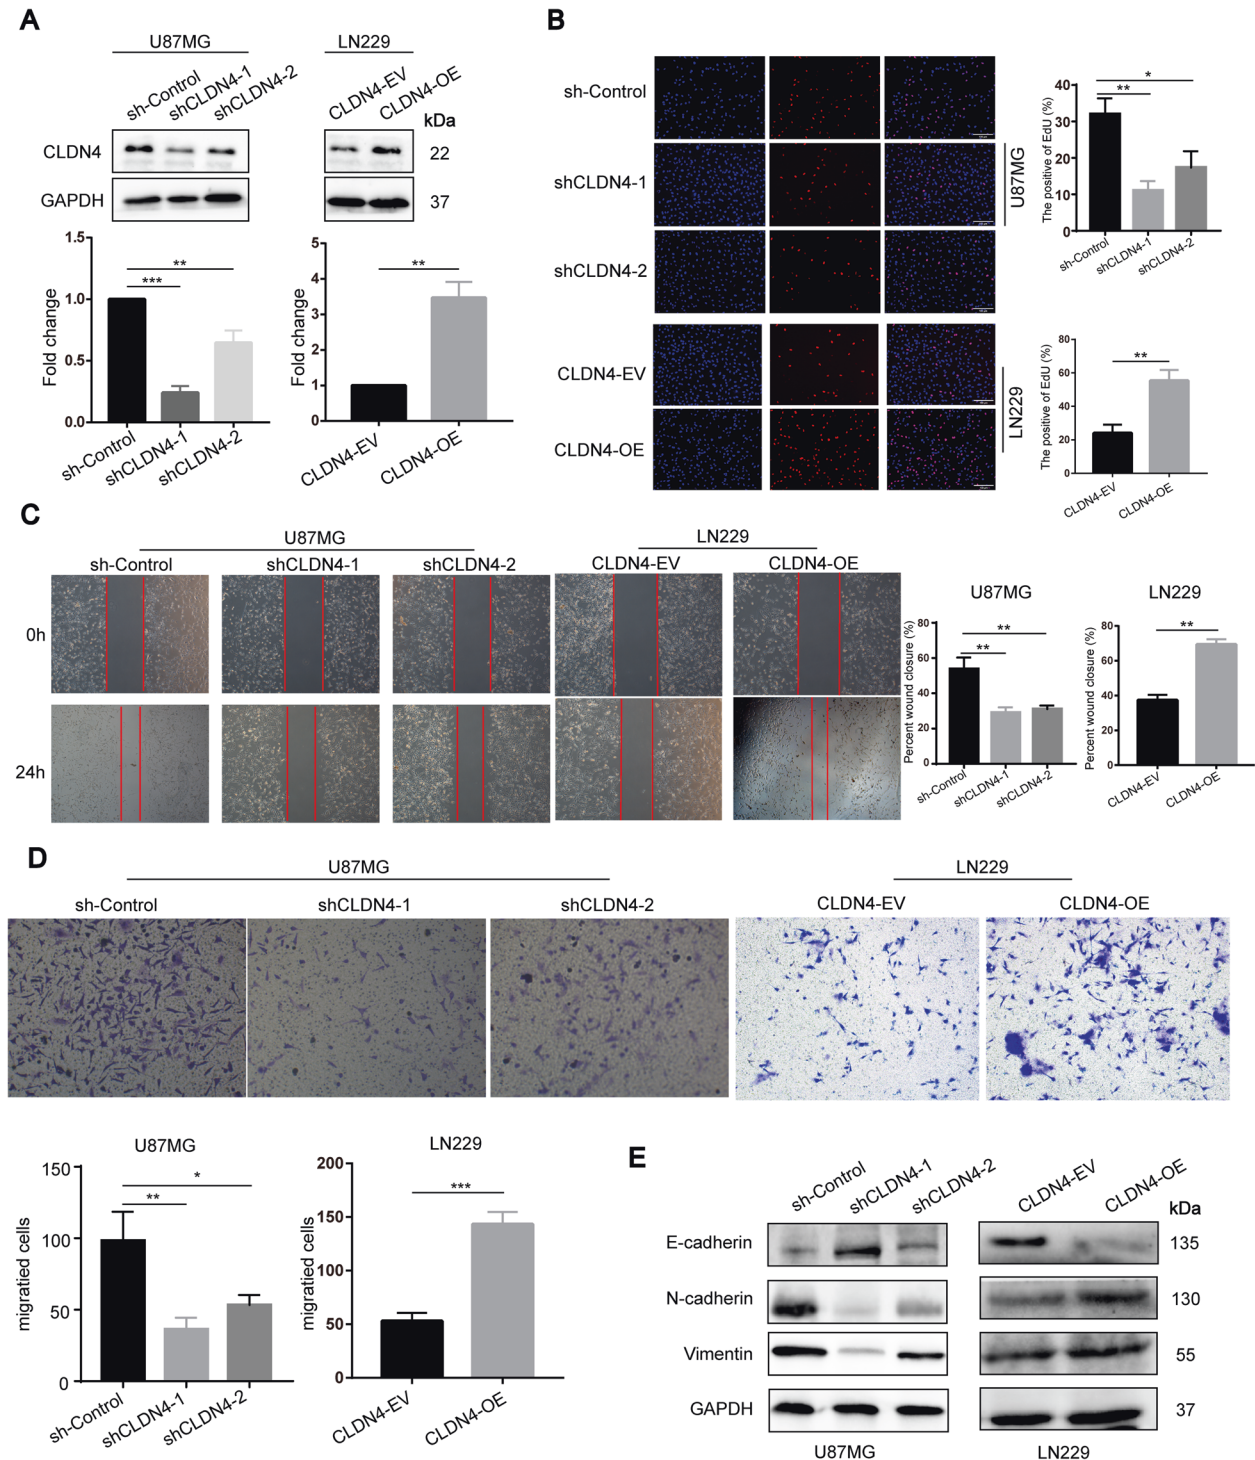 A
U87MG
LN229
sh-Control
shCLDN4-1
shCLDN4-2
CLDN4-EV
CLDN4-OE
kDa
CLDN4
22
GAPDH
37
Fold change
1.5
1.0
0.5
0.0
**
***
sh-Control
shCLDN4-1
shCLDN4-2
Fold change
5
4
3
2
1
0
**
CLDN4-EV
CLDN4-OE
B
sh-Control
shCLDN4-1
shCLDN4-2
U87MG
CLDN4-EV
CLDN4-OE
LN229
The positive of EdU (%)
40
30
20
10
0
*
**
sh-Control
shCLDN4-1
shCLDN4-2
The positive of EdU (%)
80
60
40
20
0
**
CLDN4-EV
CLDN4-OE
C
U87MG
LN229
sh-Control
shCLDN4-1
shCLDN4-2
CLDN4-EV
CLDN4-OE
0h
24h
U87MG
Percent wound closure (%)
80
60
40
20
0
**
**
sh-Control
shCLDN4-1
shCLDN4-2
LN229
Percent wound closure (%)
80
60
40
20
0
**
CLDN4-EV
CLDN4-OE
D
U87MG
LN229
sh-Control
shCLDN4-1
shCLDN4-2
CLDN4-EV
CLDN4-OE
U87MG
migratied cells
150
100
50
0
*
**
sh-Control
shCLDN4-1
shCLDN4-2
LN229
migratied cells
200
150
100
50
0
***
CLDN4-EV
CLDN4-OE
E
sh-Control
shCLDN4-1
shCLDN4-2
CLDN4-EV
CLDN4-OE
kDa
E-cadherin
135
N-cadherin
130
Vimentin
55
GAPDH
37
U87MG
LN229